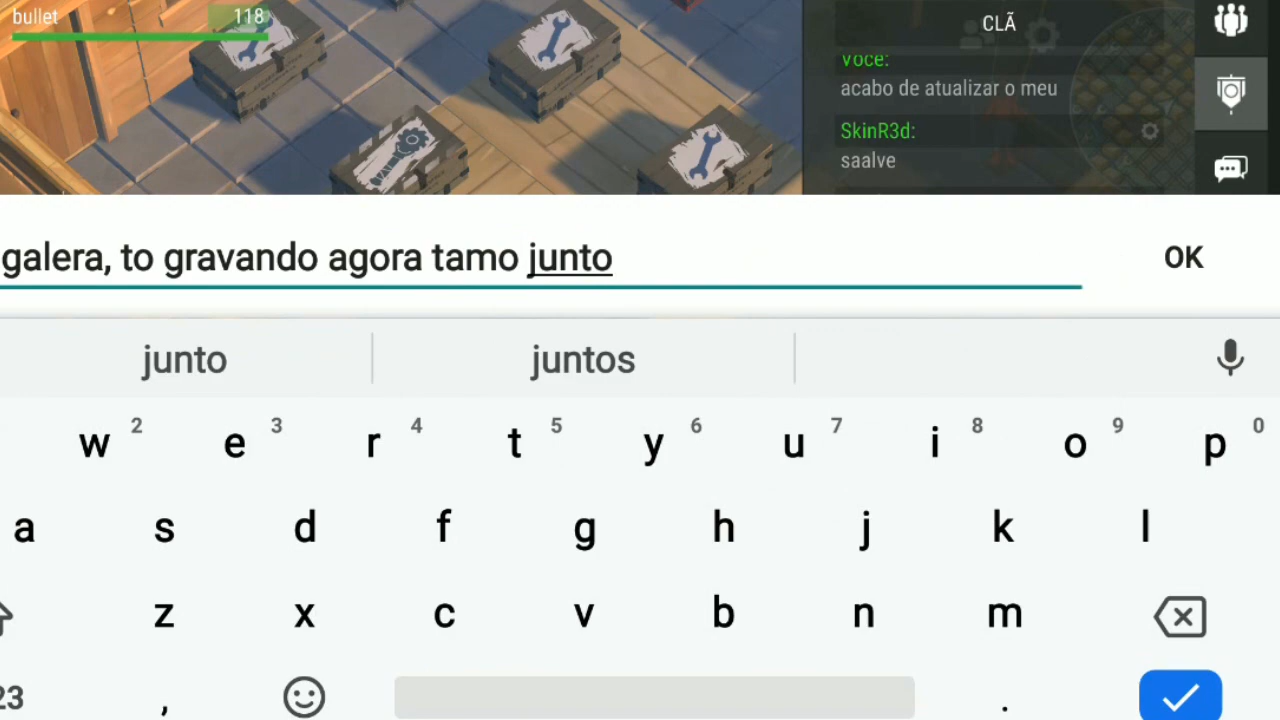 bullet 118
CLÃ
Você:
acabo de atualizar o meu
SkinR3d:
saalve
galera, to gravando agora tamo junto
OK
junto juntos
w 2 e 3 r 4 t 5 y 6 u 7 i 8 o 9 p 0
a s d f g h j k l
z x c v b n m
23 , .